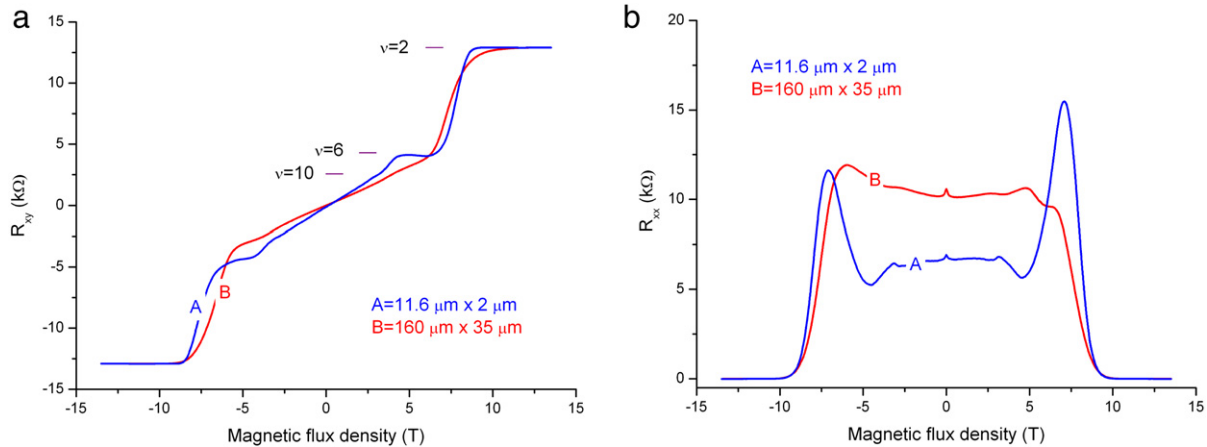 a
15
10
5
0
-5
-10
-15
R_xy (kΩ)
ν=2
ν=6
ν=10
A
B
A=11.6 μm x 2 μm
B=160 μm x 35 μm
-15 -10 -5 0 5 10 15
Magnetic flux density (T)
b
20
15
10
5
0
R_xx (kΩ)
A=11.6 μm x 2 μm
B=160 μm x 35 μm
B
A
-15 -10 -5 0 5 10 15
Magnetic flux density (T)